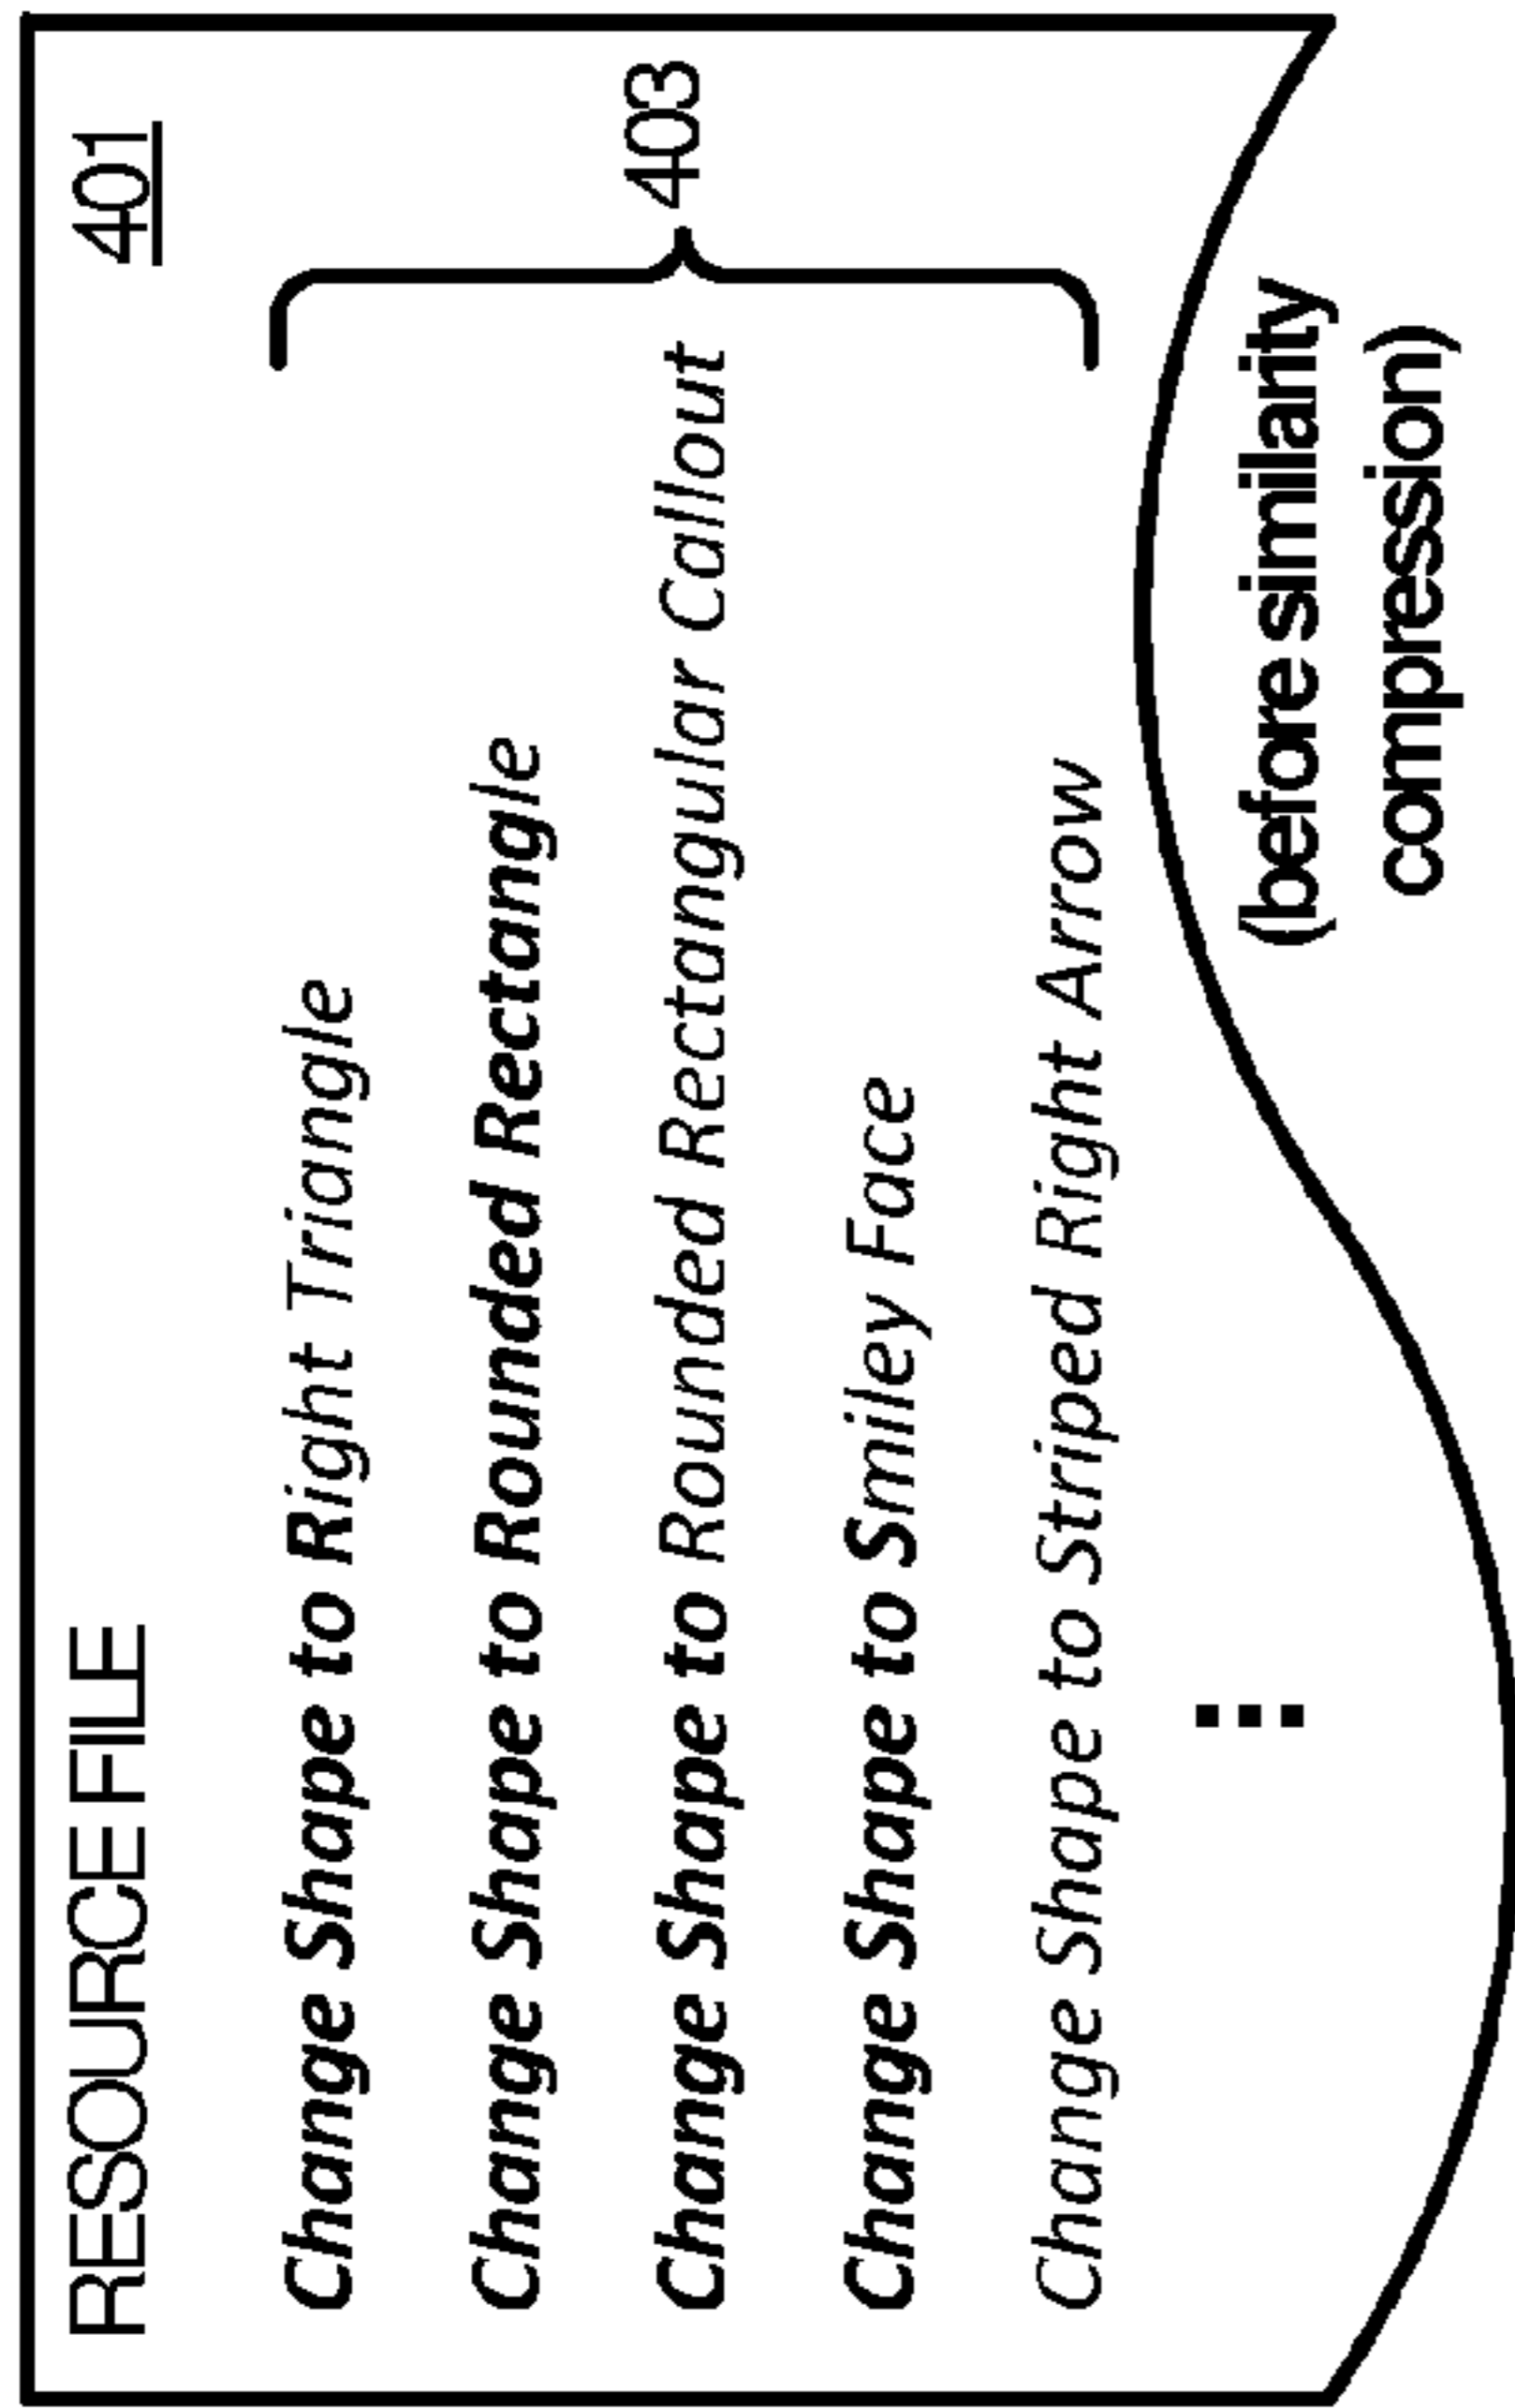 RESOURCE FILE 401
Change Shape to Right Triangle
Change Shape to Rounded Rectangle
Change Shape to Rounded Rectangular Callout
403
Change Shape to Smiley Face
Change Shape to Striped Right Arrow
(before similarity
compression)